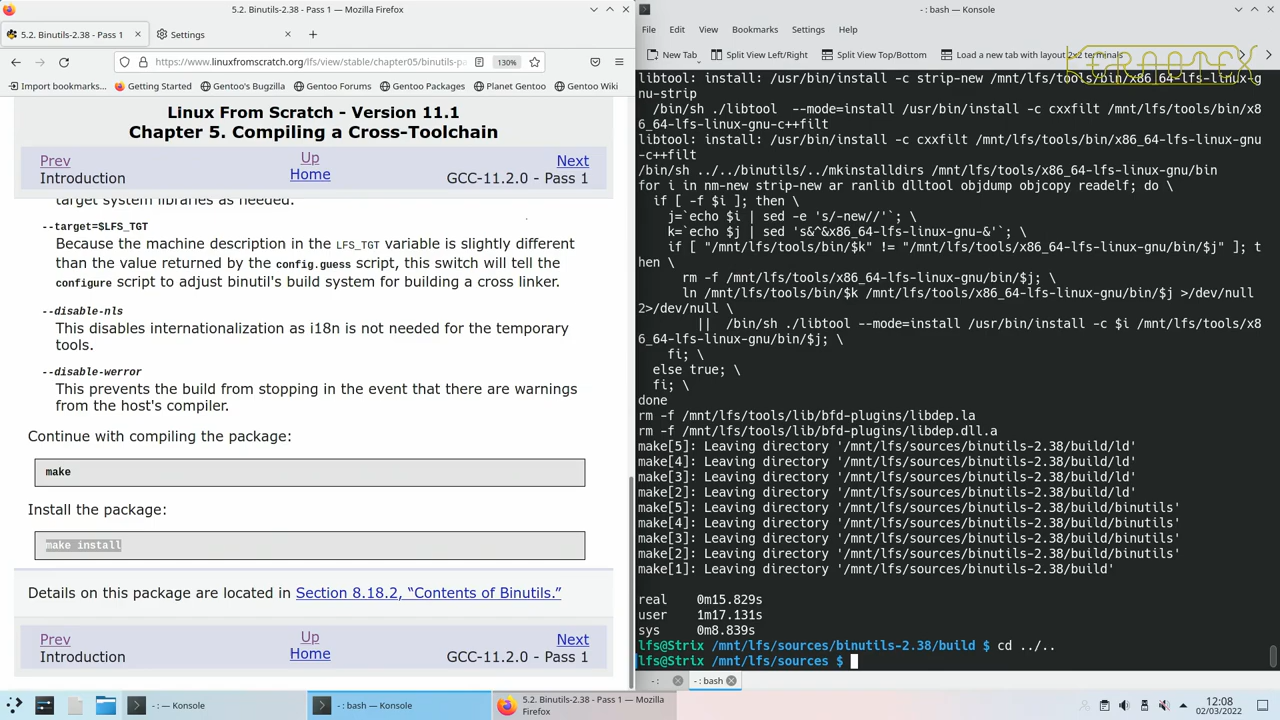 5.2. Binutils-2.38 - Pass 1 — Mozilla Firefox
5.2. Binutils-2.38 - Pass 1
Settings
https://www.linuxfromscratch.org/lfs/view/stable/chapter05/binutils-pa
130%
Import bookmarks...
Getting Started
Gentoo's Bugzilla
Gentoo Forums
Gentoo Packages
Planet Gentoo
Gentoo Wiki
Linux From Scratch - Version 11.1
Chapter 5. Compiling a Cross-Toolchain
Prev
Up
Next
Introduction
Home
GCC-11.2.0 - Pass 1
target system libraries as needed.
--target=$LFS_TGT
Because the machine description in the LFS_TGT variable is slightly different
than the value returned by the config.guess script, this switch will tell the
configure script to adjust binutil's build system for building a cross linker.
--disable-nls
This disables internationalization as i18n is not needed for the temporary
tools.
--disable-werror
This prevents the build from stopping in the event that there are warnings
from the host's compiler.
Continue with compiling the package:
make
Install the package:
make install
Details on this package are located in Section 8.18.2, “Contents of Binutils.”
Prev
Up
Next
Introduction
Home
GCC-11.2.0 - Pass 1
- : bash — Konsole
File
Edit
View
Bookmarks
Settings
Help
New Tab
Split View Left/Right
Split View Top/Bottom
Load a new tab with layout 2x2 terminals
libtool: install: /usr/bin/install -c strip-new /mnt/lfs/tools/bin/x86_64-lfs-linux-g
nu-strip
/bin/sh ./libtool  --mode=install /usr/bin/install -c cxxfilt /mnt/lfs/tools/bin/x8
6_64-lfs-linux-gnu-c++filt
libtool: install: /usr/bin/install -c cxxfilt /mnt/lfs/tools/bin/x86_64-lfs-linux-gnu
-c++filt
/bin/sh ../../binutils/../mkinstalldirs /mnt/lfs/tools/x86_64-lfs-linux-gnu/bin
for i in nm-new strip-new ar ranlib dlltool objdump objcopy readelf; do \
if [ -f $i ]; then \
j=`echo $i | sed -e 's/-new//'`; \
k=`echo $j | sed 's&^&x86_64-lfs-linux-gnu-&'`; \
if [ "/mnt/lfs/tools/bin/$k" != "/mnt/lfs/tools/x86_64-lfs-linux-gnu/bin/$j" ]; t
hen \
rm -f /mnt/lfs/tools/x86_64-lfs-linux-gnu/bin/$j; \
ln /mnt/lfs/tools/bin/$k /mnt/lfs/tools/x86_64-lfs-linux-gnu/bin/$j >/dev/null
2>/dev/null \
||  /bin/sh ./libtool --mode=install /usr/bin/install -c $i /mnt/lfs/tools/x8
6_64-lfs-linux-gnu/bin/$j; \
fi; \
else true; \
fi; \
done
rm -f /mnt/lfs/tools/lib/bfd-plugins/libdep.la
rm -f /mnt/lfs/tools/lib/bfd-plugins/libdep.dll.a
make[5]: Leaving directory '/mnt/lfs/sources/binutils-2.38/build/ld'
make[4]: Leaving directory '/mnt/lfs/sources/binutils-2.38/build/ld'
make[3]: Leaving directory '/mnt/lfs/sources/binutils-2.38/build/ld'
make[2]: Leaving directory '/mnt/lfs/sources/binutils-2.38/build/ld'
make[5]: Leaving directory '/mnt/lfs/sources/binutils-2.38/build/binutils'
make[4]: Leaving directory '/mnt/lfs/sources/binutils-2.38/build/binutils'
make[3]: Leaving directory '/mnt/lfs/sources/binutils-2.38/build/binutils'
make[2]: Leaving directory '/mnt/lfs/sources/binutils-2.38/build/binutils'
make[1]: Leaving directory '/mnt/lfs/sources/binutils-2.38/build'
real    0m15.829s
user    1m17.131s
sys     0m8.839s
lfs@Strix /mnt/lfs/sources/binutils-2.38/build $ cd ../..
lfs@Strix /mnt/lfs/sources $
- :
- : bash
- : — Konsole
- : bash — Konsole
5.2. Binutils-2.38 - Pass 1 — Mozilla
Firefox
12:08
02/03/2022